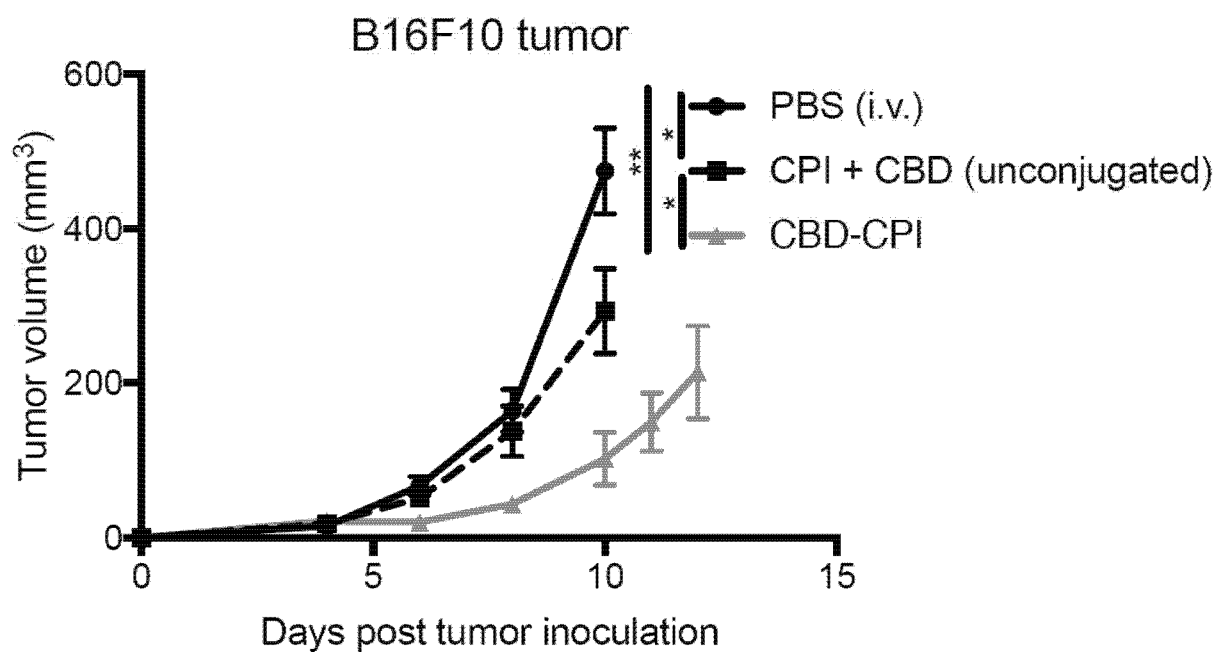 B16F10 tumor
600
400
200
0
0
5
10
15
Tumor volume (mm³)
Days post tumor inoculation
**
*
*
PBS (i.v.)
CPI + CBD (unconjugated)
CBD-CPI